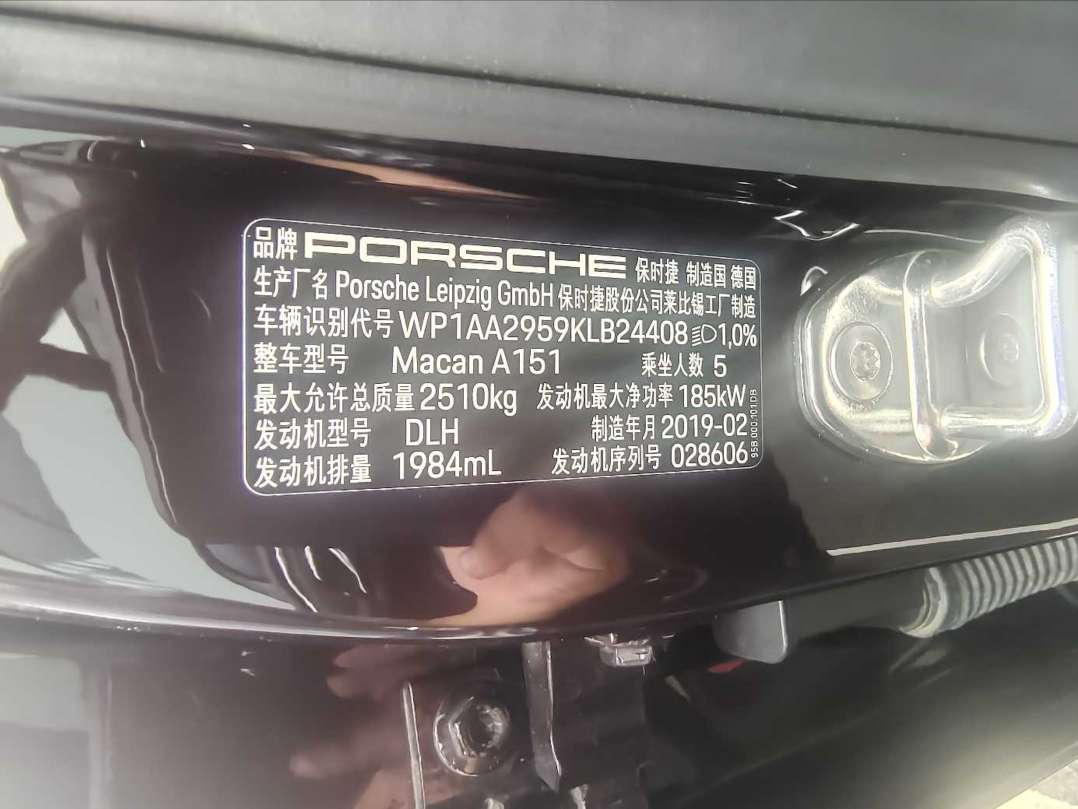 品牌 PORSCHE 保时捷 制造国 德国
生产厂名 Porsche Leipzig GmbH 保时捷股份公司莱比锡工厂制造
车辆识别代号 WP1AA2959KLB24408 1,0%
整车型号 Macan A151 乘坐人数 5
最大允许总质量 2510kg 发动机最大净功率 185kW
发动机型号 DLH 制造年月 2019-02
发动机排量 1984mL 发动机序列号 028606
95B.000.101.DB